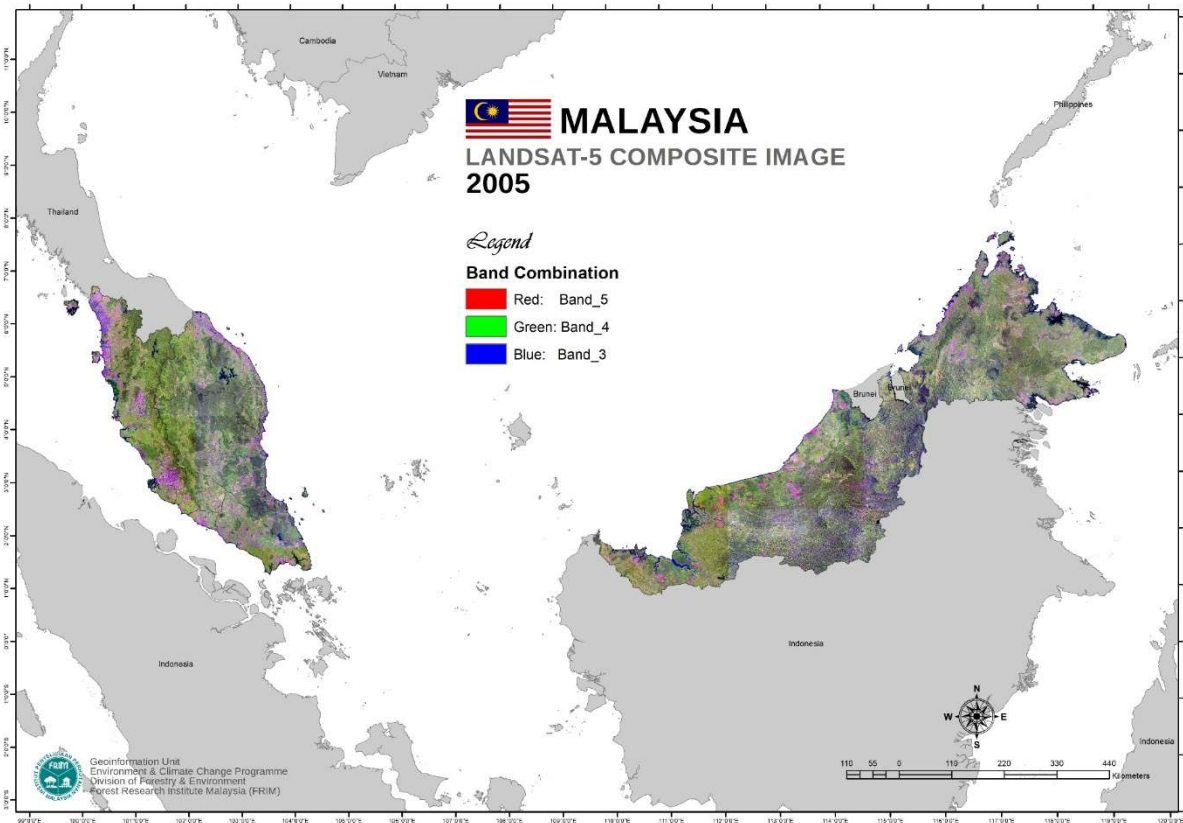 Cambodia
Vietnam
Philippines
MALAYSIA
LANDSAT-5 COMPOSITE IMAGE
2005
Thailand
Legend
Band Combination
Red: Band_5
Green: Band_4
Blue: Band_3
Brunei
Brunei
Indonesia
Indonesia
Indonesia
N
W E
S
110 55 0 110 220 330 440
Kilometers
FRIM
Geoinformation Unit
Environment & Climate Change Programme
Division of Forestry & Environment
Forest Research Institute Malaysia (FRIM)